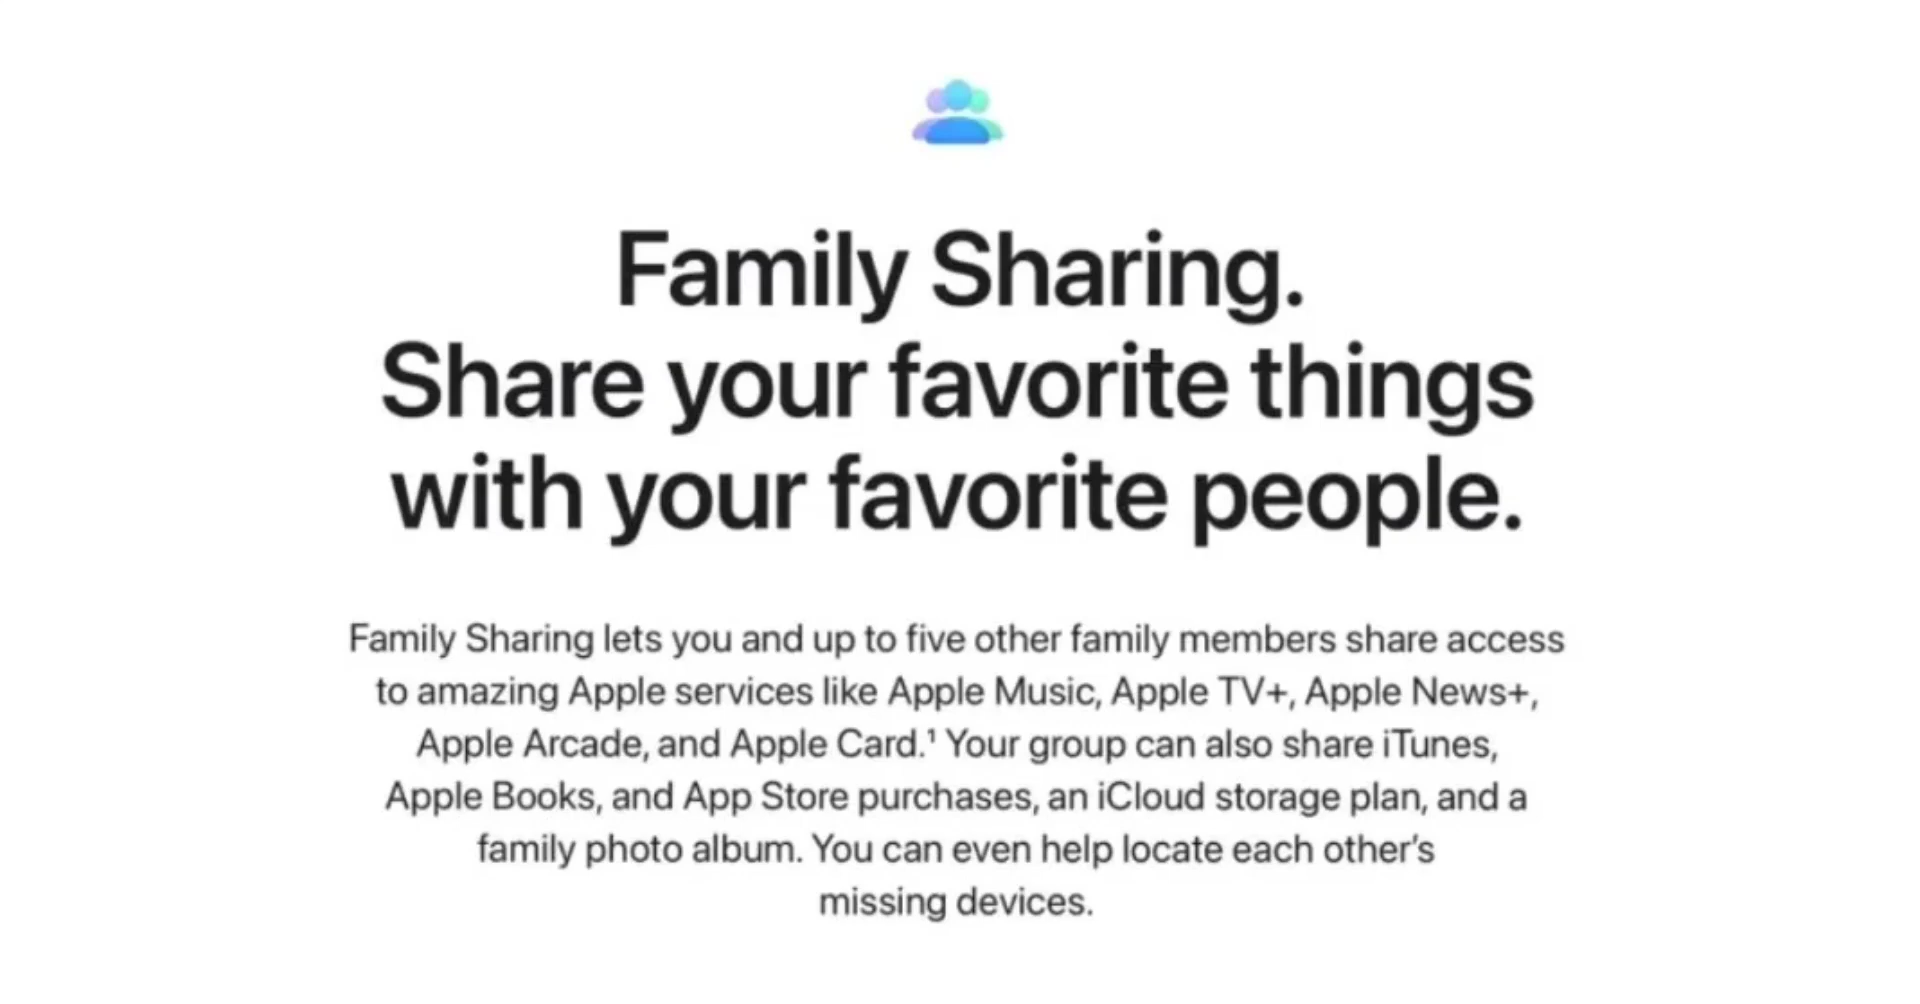 Family Sharing.
Share your favorite things
with your favorite people.
Family Sharing lets you and up to five other family members share access
to amazing Apple services like Apple Music, Apple TV+, Apple News+,
Apple Arcade, and Apple Card.¹ Your group can also share iTunes,
Apple Books, and App Store purchases, an iCloud storage plan, and a
family photo album. You can even help locate each other’s
missing devices.